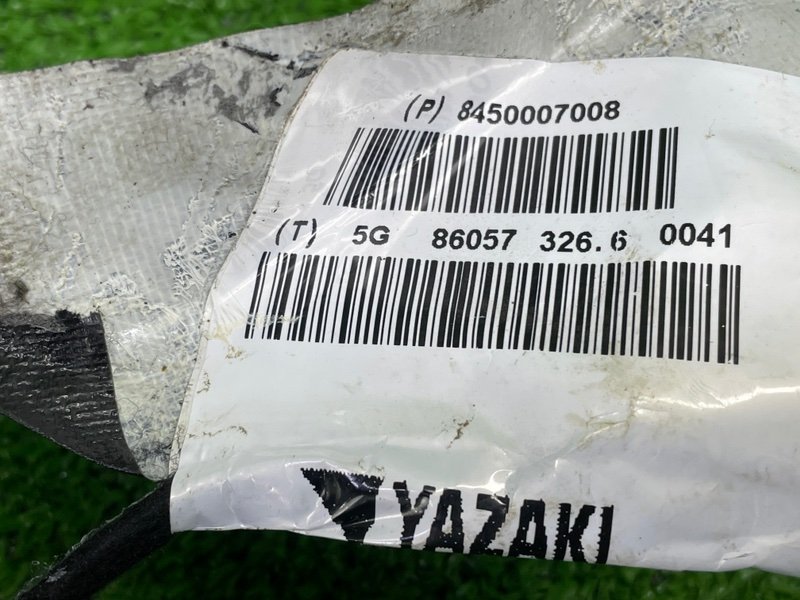 (P) 8450007008
(T) 5G 86057 326.6 0041
YAZAKI